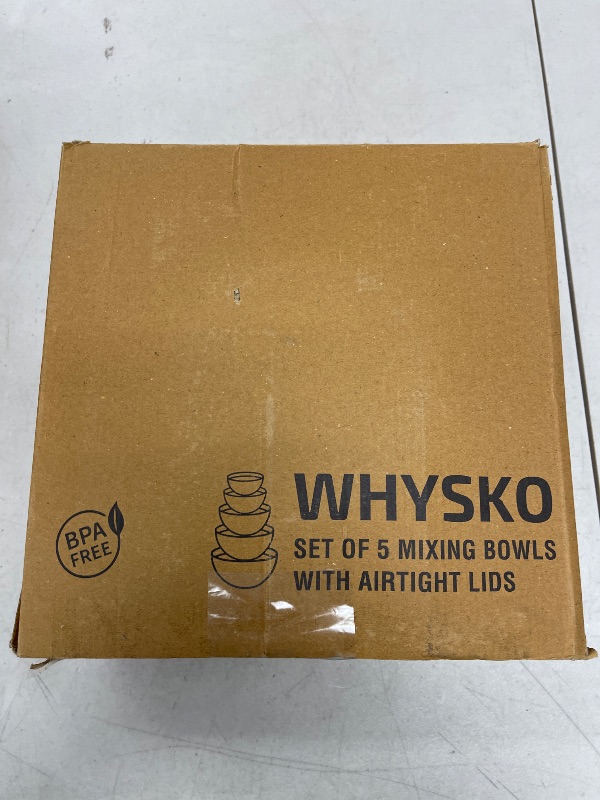 BPA
FREE
WHYSKO
SET OF 5 MIXING BOWLS
WITH AIRTIGHT LIDS